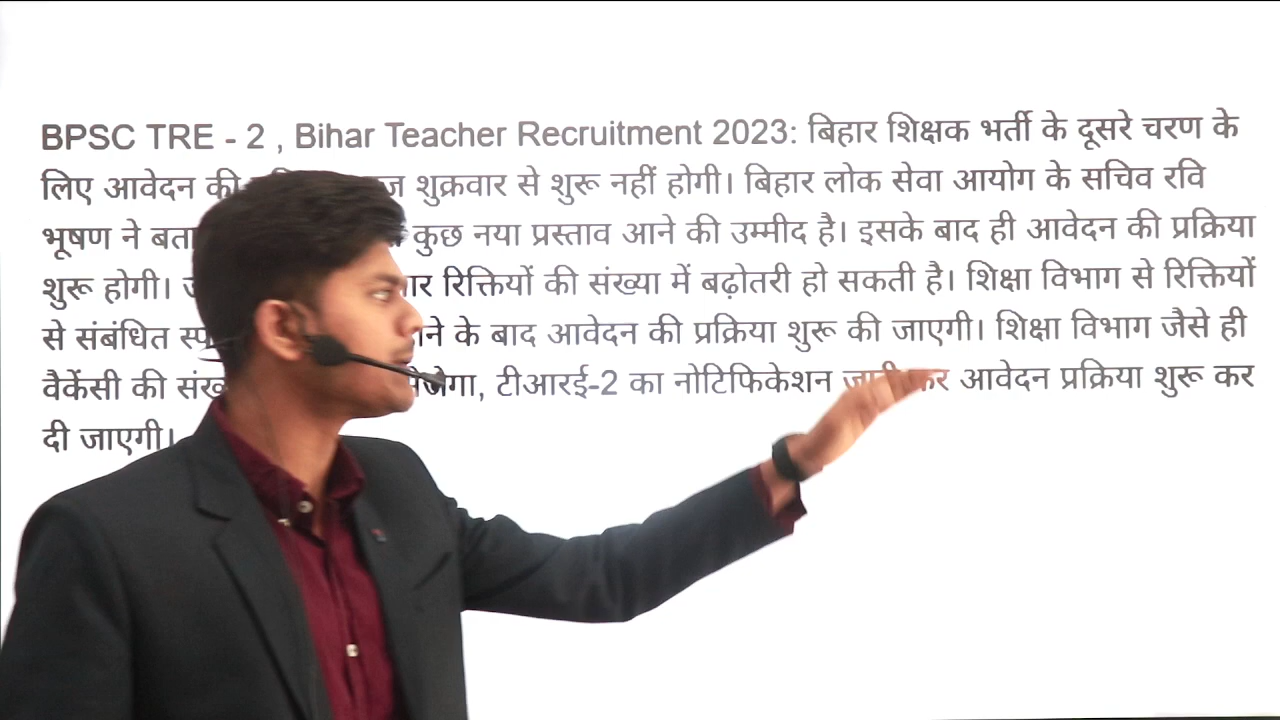 BPSC TRE - 2 , Bihar Teacher Recruitment 2023: बिहार शिक्षक भर्ती के दूसरे चरण के
लिए आवेदन की शुक्रवार से शुरू नहीं होगी। बिहार लोक सेवा आयोग के सचिव रवि
भूषण ने कुछ नया प्रस्ताव आने की उम्मीद है। इसके बाद ही आवेदन की प्रक्रिया
शुरू होगी। रिक्तियों की संख्या में बढ़ोतरी हो सकती है। शिक्षा विभाग से रिक्तियों
से संबंधित के बाद आवेदन की प्रक्रिया शुरू की जाएगी। शिक्षा विभाग जैसे ही
वैकेंसी की टीआरई-2 का नोटिफिकेशन आवेदन प्रक्रिया शुरू कर
दी जाएगी।